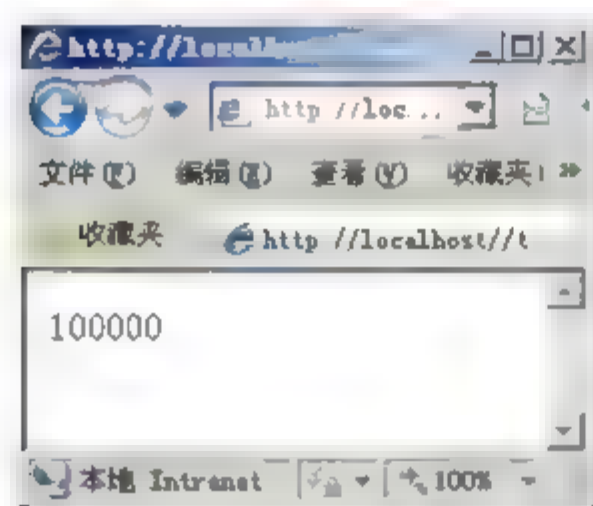 http://local
http //loc...
文件(F) 编辑(E) 查看(V) 收藏夹(
收藏夹 http //localhost//t
100000
本地 Intranet 100%